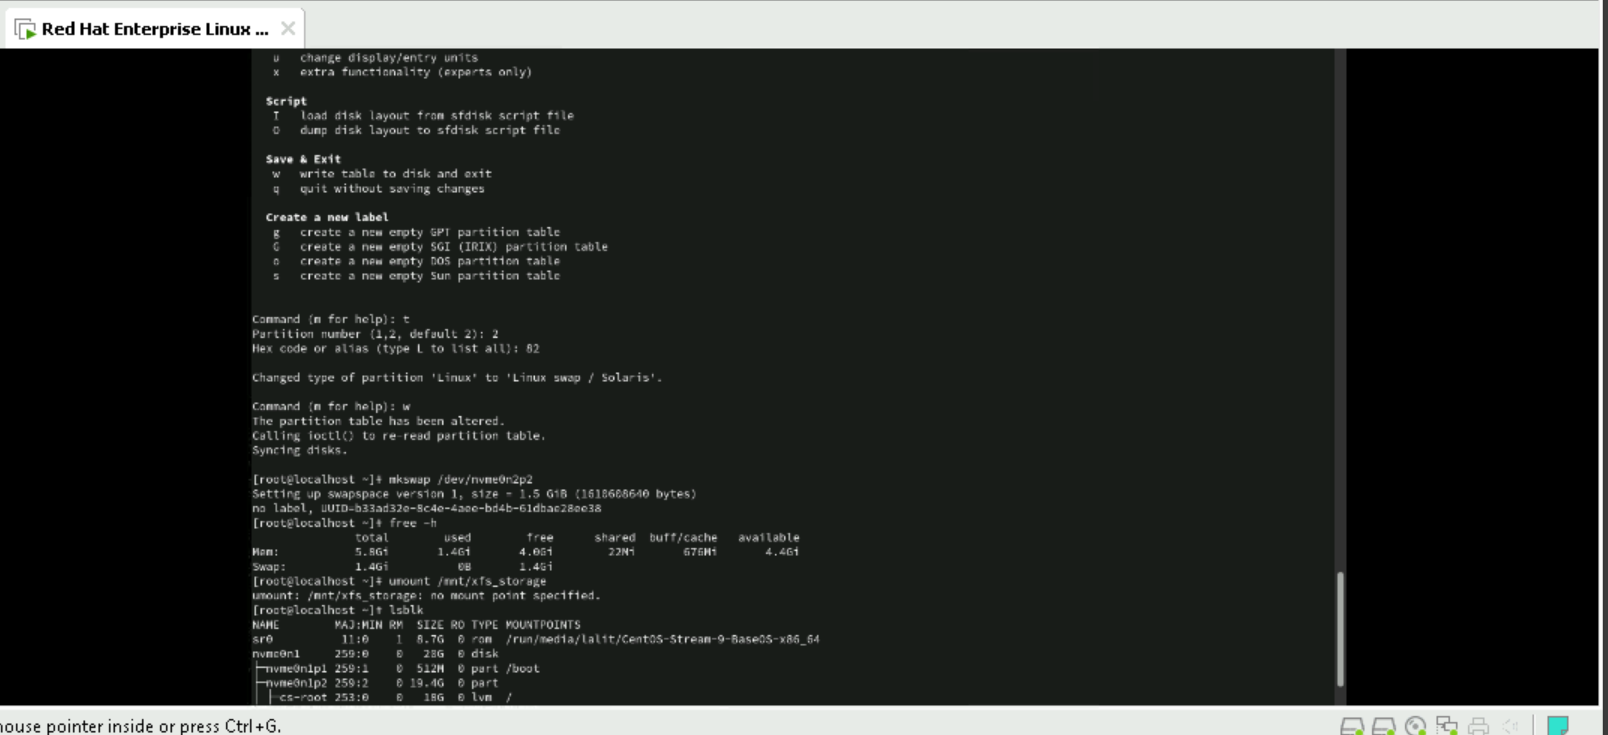 Red Hat Enterprise Linux ...
u change display/entry units
x extra functionality (experts only)
Script
I load disk layout from sfdisk script file
O dump disk layout to sfdisk script file
Save & Exit
w write table to disk and exit
q quit without saving changes
Create a new label
g create a new empty GPT partition table
G create a new empty SGI (IRIX) partition table
o create a new empty DOS partition table
s create a new empty Sun partition table
Command (m for help): t
Partition number (1,2, default 2): 2
Hex code or alias (type L to list all): 82
Changed type of partition 'Linux' to 'Linux swap / Solaris'.
Command (m for help): w
The partition table has been altered.
Calling ioctl() to re-read partition table.
Syncing disks.
[root@localhost ~]# mkswap /dev/nvme0n2p2
Setting up swapspace version 1, size = 1.5 GiB (1618608640 bytes)
no label, UUID=b33ad32e-8c4e-4aee-bd4b-61dbae28ee38
[root@localhost ~]# free -h
total used free shared buff/cache available
Mem: 5.8Gi 1.4Gi 4.0Gi 22Mi 676Mi 4.4Gi
Swap: 1.4Gi 0B 1.4Gi
[root@localhost ~]# umount /mnt/xfs_storage
umount: /mnt/xfs_storage: no mount point specified.
[root@localhost ~]# lsblk
NAME MAJ:MIN RM SIZE RO TYPE MOUNTPOINTS
sr0 11:0 1 8.7G 0 rom /run/media/lalit/CentOS-Stream-9-BaseOS-x86_64
nvme0n1 259:0 0 20G 0 disk
├─nvme0n1p1 259:1 0 512M 0 part /boot
├─nvme0n1p2 259:2 0 19.4G 0 part
│ ├─cs-root 253:0 0 18G 0 lvm /
mouse pointer inside or press Ctrl+G.